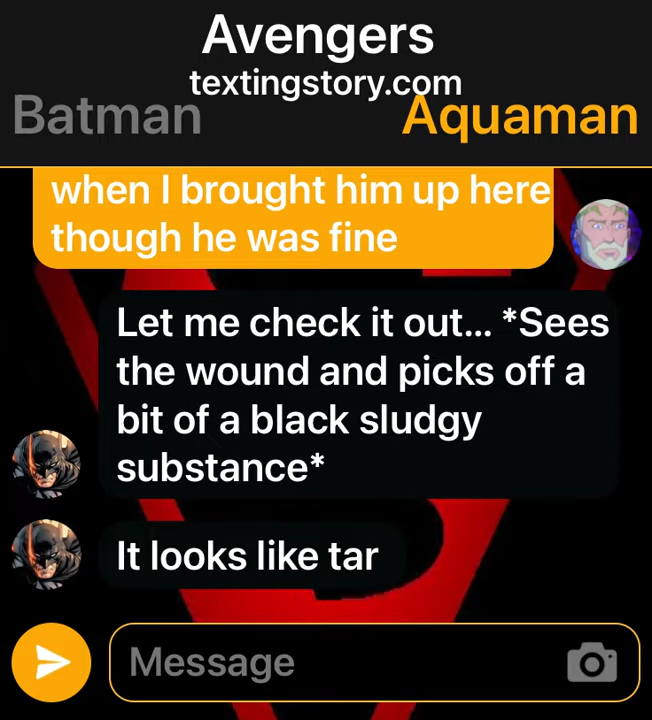 Avengers
textingstory.com
Batman
Aquaman
when I brought him up here
though he was fine
Let me check it out... *Sees
the wound and picks off a
bit of a black sludgy
substance*
It looks like tar
Message